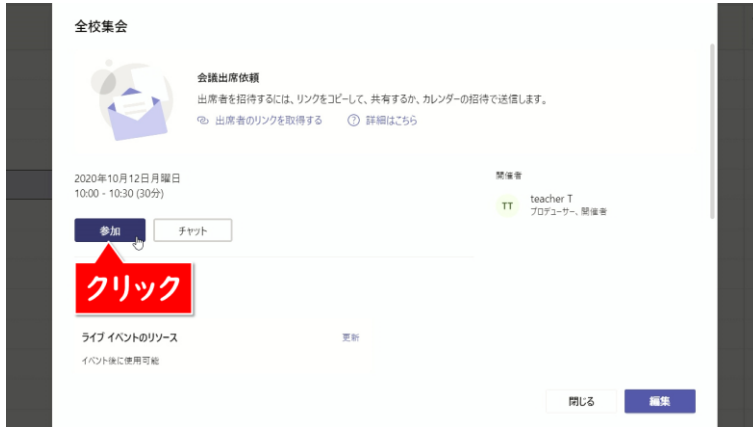 全校集会
会議出席依頼
出席者を招待するには、リンクをコピーして、共有するか、カレンダーの招待で送信します。
出席者のリンクを取得する ? 詳細はこちら
2020年10月12日月曜日
10:00 - 10:30 (30分)
開催者
TT
teacher T
プロデューサー、開催者
参加 チャット
クリック
ライブ イベントのリソース 更新
イベント後に使用可能
閉じる 編集